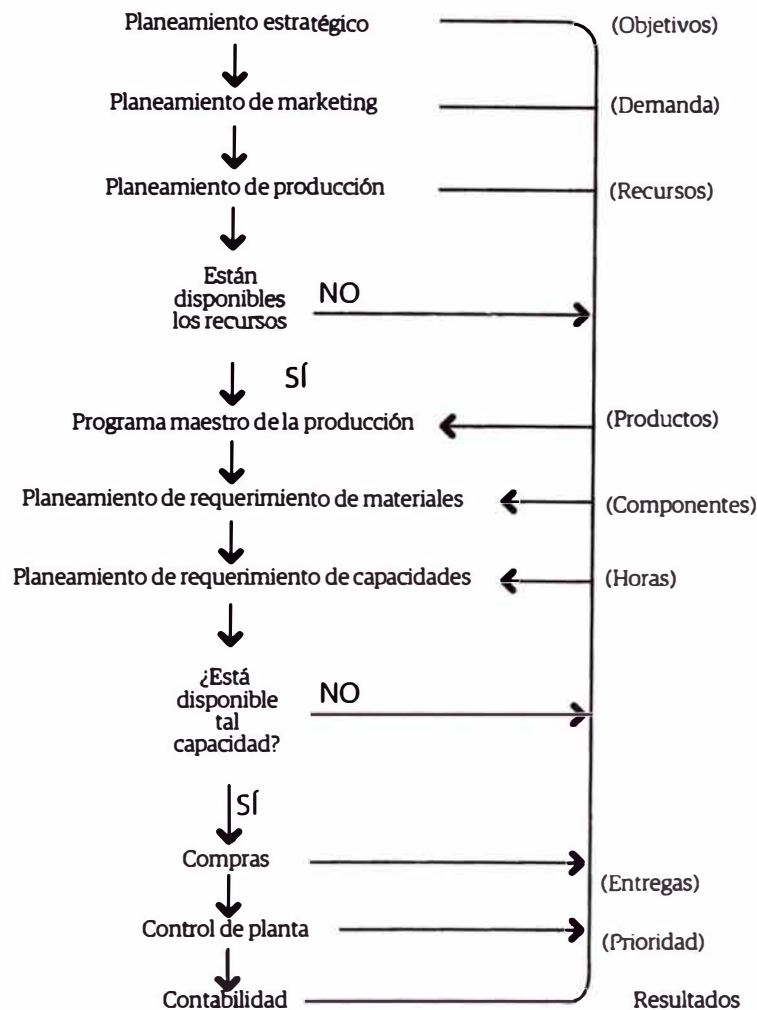 Planeamiento estratégico (Objetivos)
Planeamiento de marketing (Demanda)
Planeamiento de producción (Recursos)
Están
disponibles
los recursos
NO
SÍ
Programa maestro de la producción (Productos)
Planeamiento de requerimiento de materiales (Componentes)
Planeamiento de requerimiento de capacidades (Horas)
¿Está
disponible
tal
capacidad?
NO
SÍ
Compras
(Entregas)
Control de planta
(Prioridad)
Contabilidad Resultados